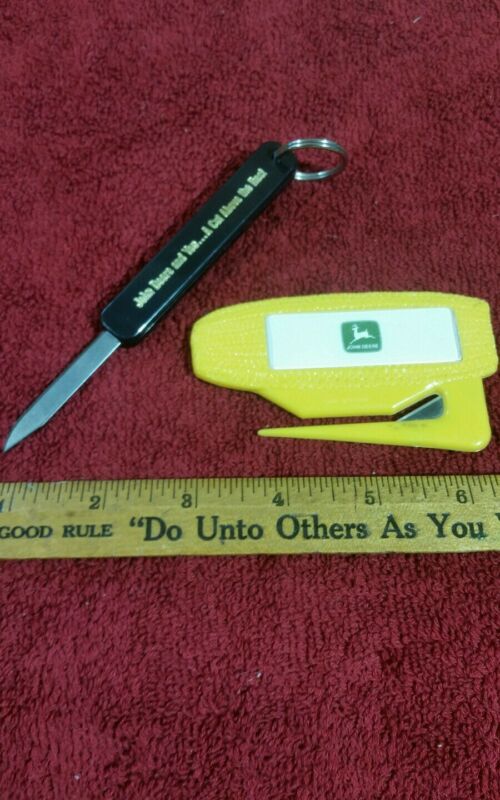 John Deere and You...A Cut Above the Rest!
JOHN DEERE
1 2 3 4 5 6
GOOD RULE "Do Unto Others As You